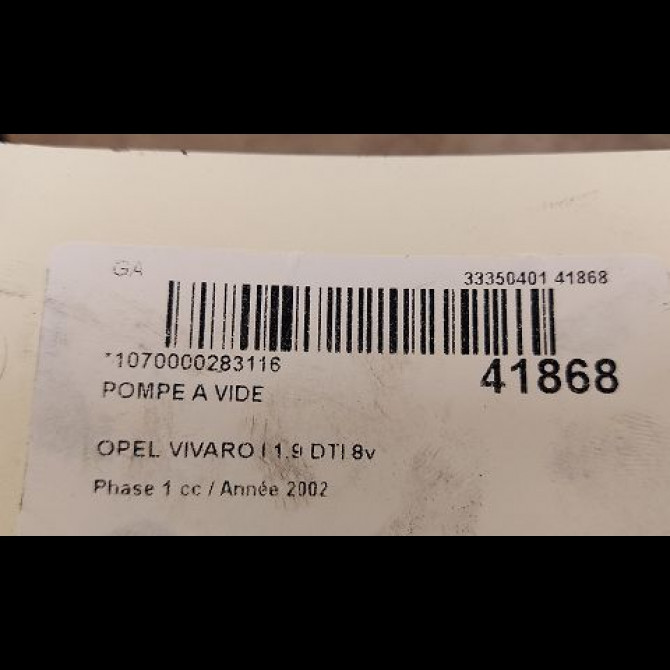 GA
33350401 41868
*1070000283116
41868
POMPE A VIDE
OPEL VIVARO I 1.9 DTI 8v
Phase 1 cc / Année 2002